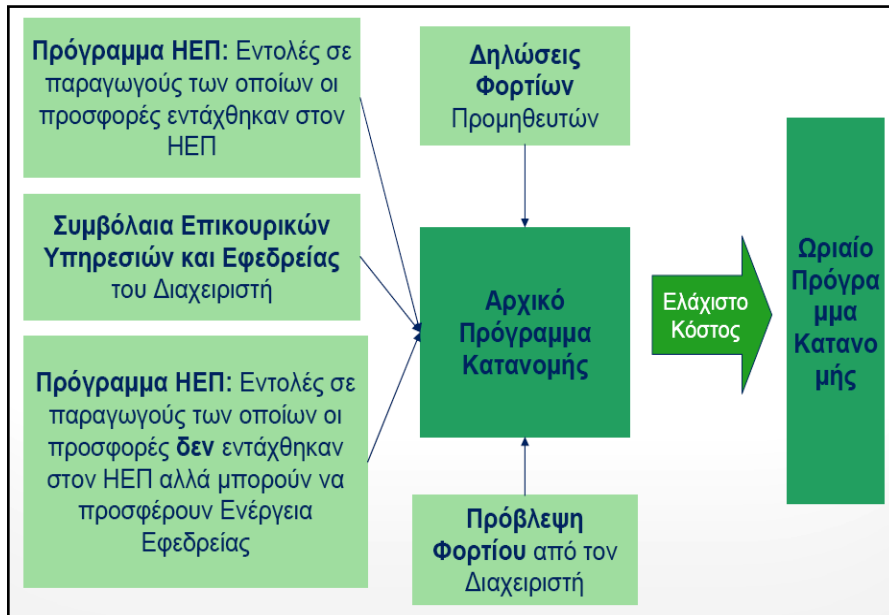 Πρόγραμμα ΗΕΠ: Εντολές σε
παραγωγούς των οποίων οι
προσφορές εντάχθηκαν στον
ΗΕΠ
Συμβόλαια Επικουρικών
Υπηρεσιών και Εφεδρείας
του Διαχειριστή
Πρόγραμμα ΗΕΠ: Εντολές σε
παραγωγούς των οποίων οι
προσφορές δεν εντάχθηκαν
στον ΗΕΠ αλλά μπορούν να
προσφέρουν Ενέργεια
Εφεδρείας
Δηλώσεις
Φορτίων
Προμηθευτών
Αρχικό
Πρόγραμμα
Κατανομής
Πρόβλεψη
Φορτίου από τον
Διαχειριστή
Ελάχιστο
Κόστος
Ωριαίο
Πρόγρα
μμα
Κατανο
μής